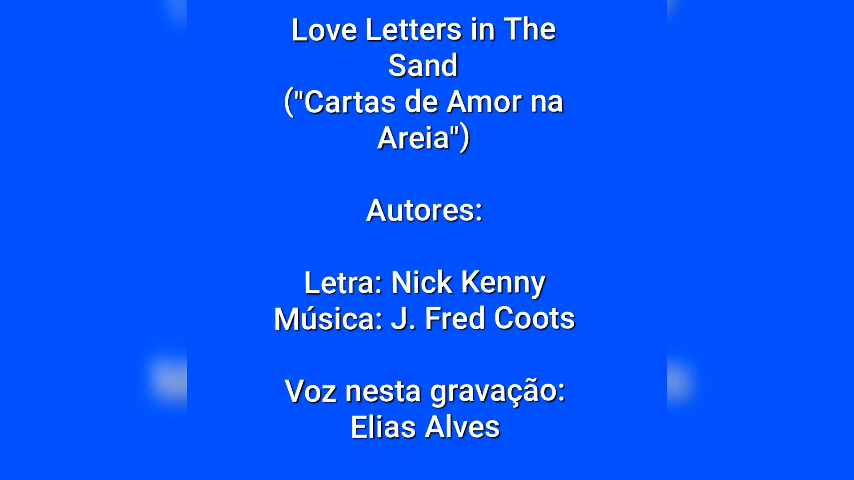 Love Letters in The
Sand
("Cartas de Amor na
Areia")
Autores:
Letra: Nick Kenny
Música: J. Fred Coots
Voz nesta gravação:
Elias Alves